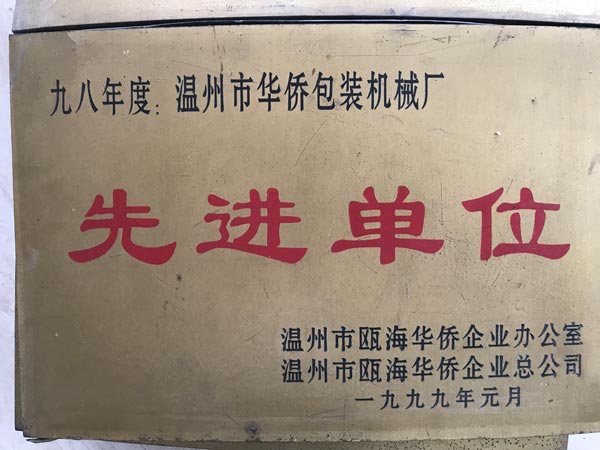 九八年度：温州市华侨包装机械厂
先进单位
温州市瓯海华侨企业办公室
温州市瓯海华侨企业总公司
一九九九年元月